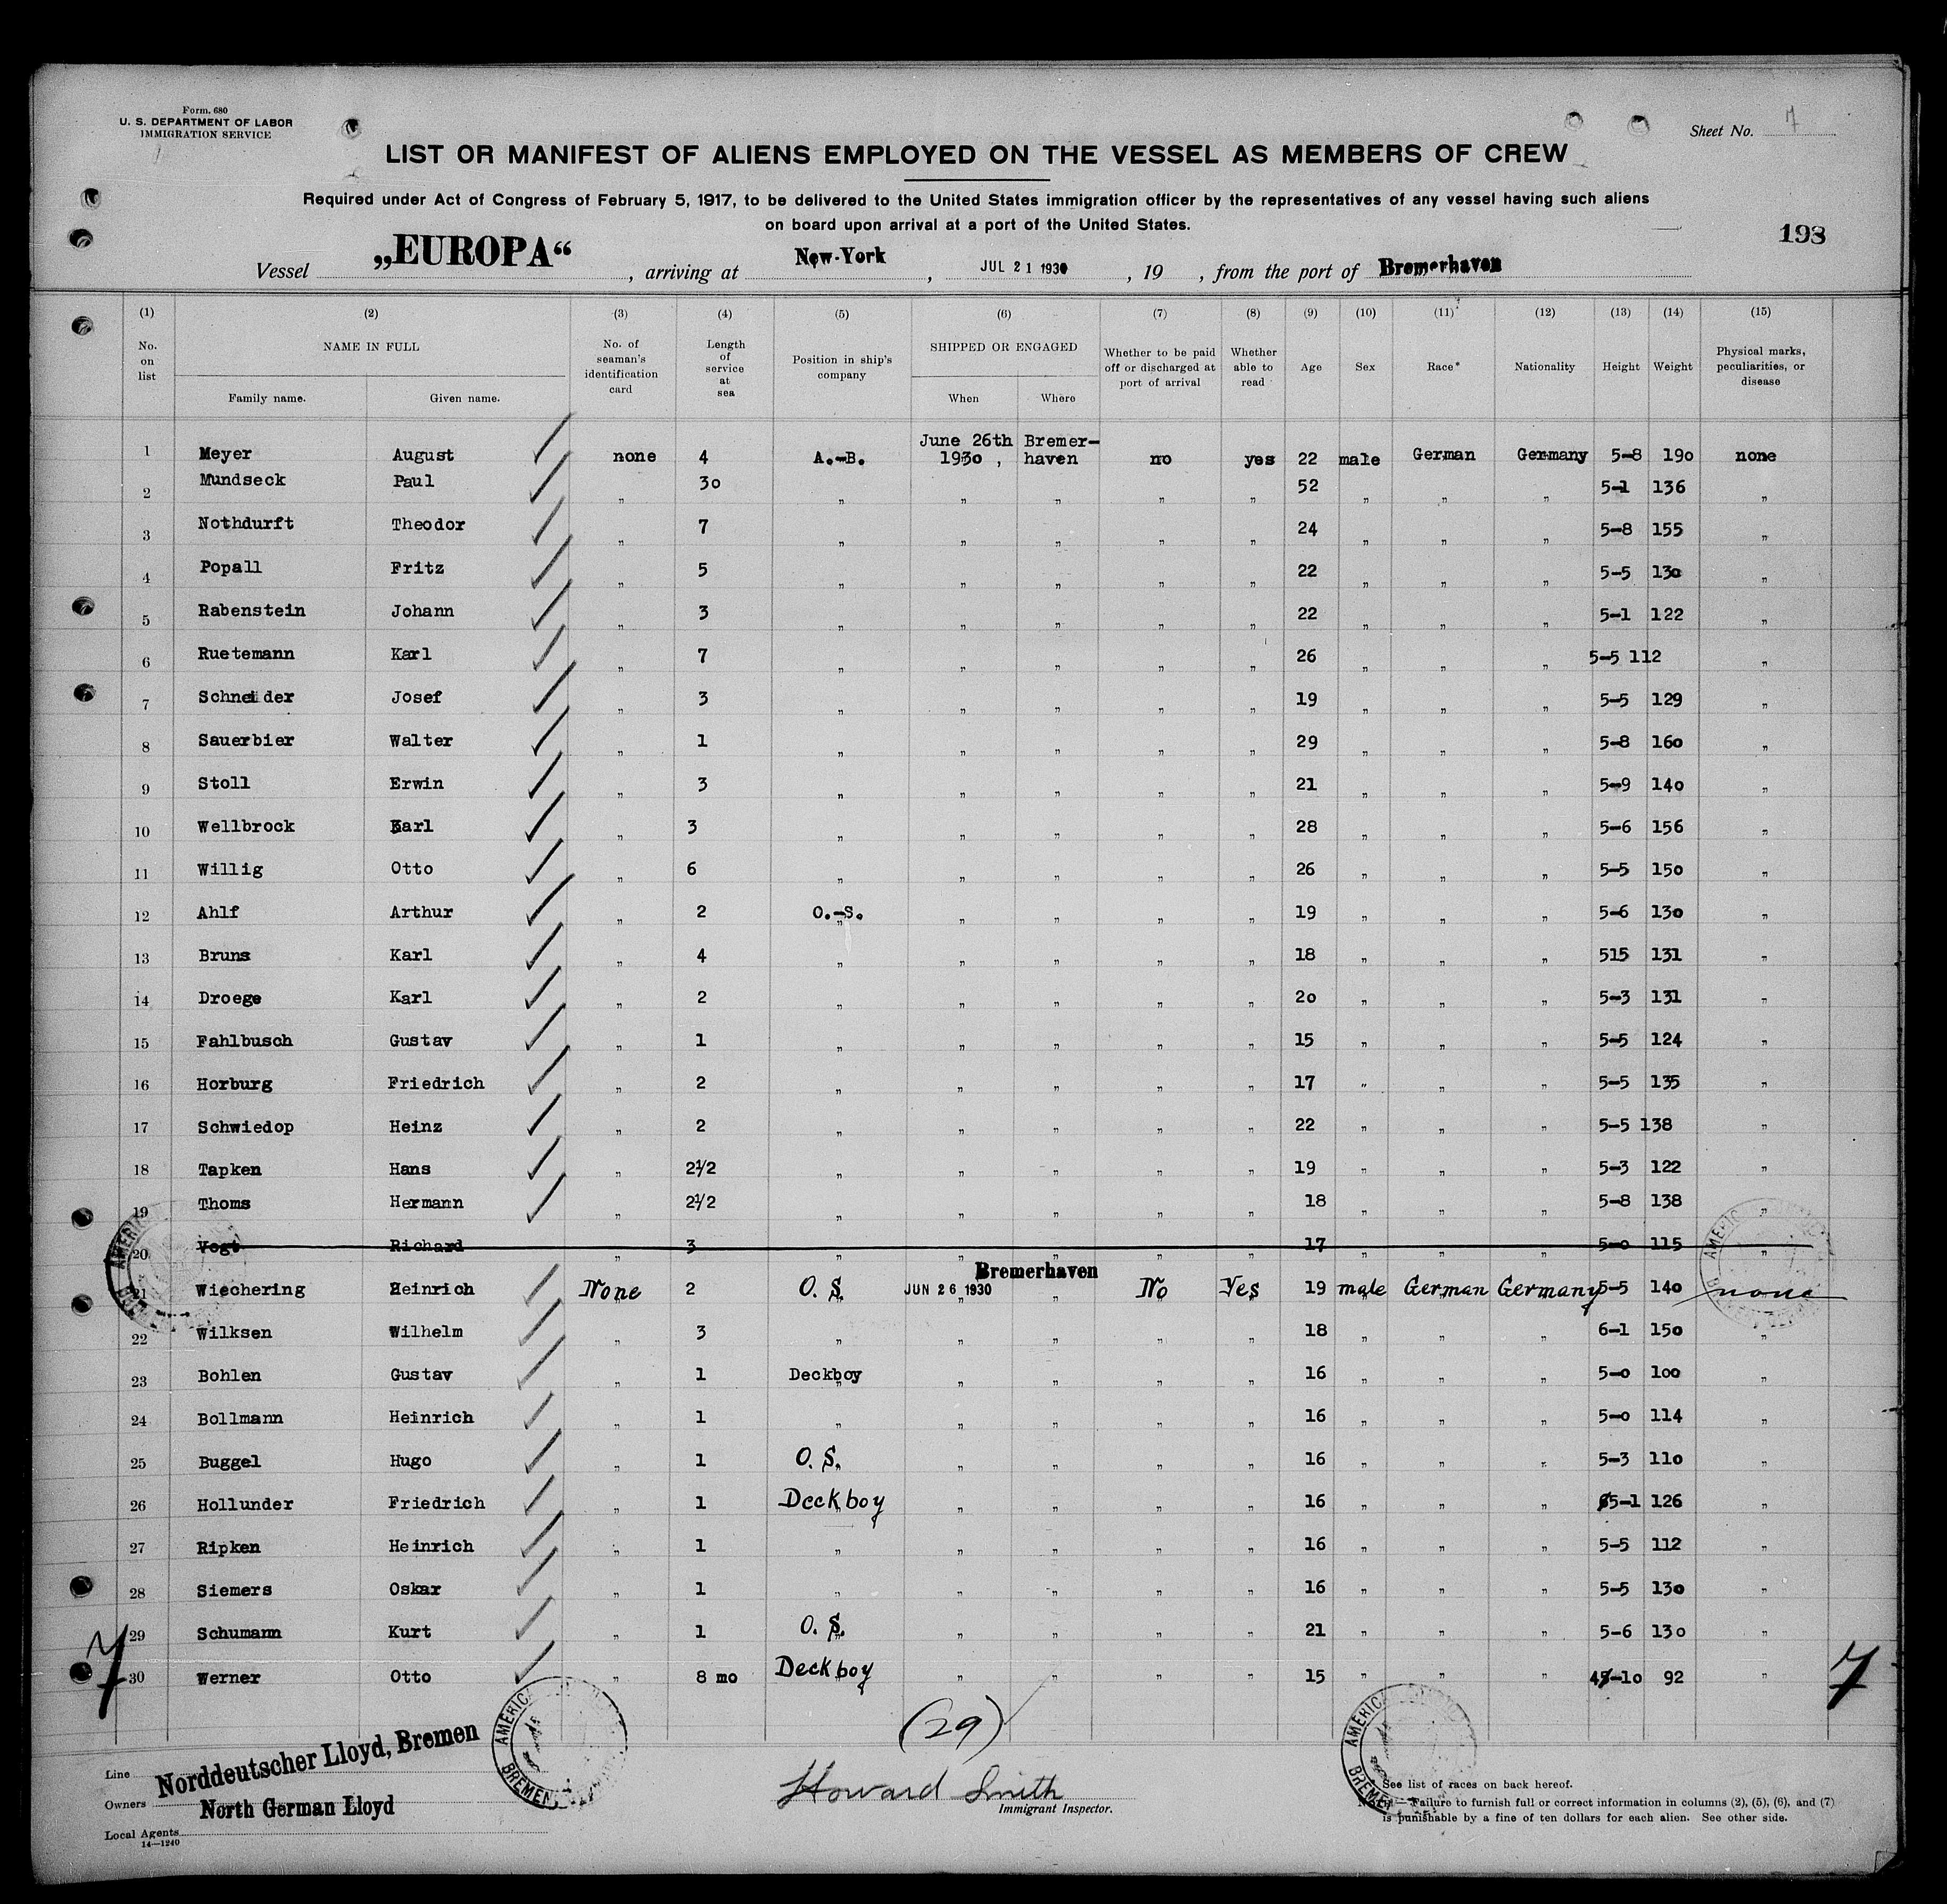 Form. 680
U. S. DEPARTMENT OF LABOR
IMMIGRATION SERVICE
Sheet No. 7
LIST OR MANIFEST OF ALIENS EMPLOYED ON THE VESSEL AS MEMBERS OF CREW
Required under Act of Congress of February 5, 1917, to be delivered to the United States immigration officer by the representatives of any vessel having such aliens
on board upon arrival at a port of the United States.
198
Vessel „EUROPA“, arriving at New-York, JUL 21 1930, 19 , from the port of Bremerhaven
(1) (2) (3) (4) (5) (6) (7) (8) (9) (10) (11) (12) (13) (14) (15)
No. on list NAME IN FULL Family name. Given name. No. of seaman's identification card Length of service at sea Position in ship's company SHIPPED OR ENGAGED When Where Whether to be paid off or discharged at port of arrival Whether able to read Age Sex Race* Nationality Height Weight Physical marks, peculiarities, or disease
1 Meyer August none 4 A.-B. June 26th 1930, Bremer-haven no yes 22 male German Germany 5-8 190 none
2 Mundseck Paul „ 30 „ „ „ „ „ 52 „ „ „ 5-1 136 „
3 Nothdurft Theodor „ 7 „ „ „ „ „ 24 „ „ „ 5-8 155 „
4 Popall Fritz „ 5 „ „ „ „ „ 22 „ „ „ 5-5 130 „
5 Rabenstein Johann „ 3 „ „ „ „ „ 22 „ „ „ 5-1 122 „
6 Ruetemann Karl „ 7 „ „ „ „ „ 26 „ „ „ 5-5 112 „
7 Schneider Josef „ 3 „ „ „ „ „ 19 „ „ „ 5-5 129 „
8 Sauerbier Walter „ 1 „ „ „ „ „ 29 „ „ „ 5-8 160 „
9 Stoll Erwin „ 3 „ „ „ „ „ 21 „ „ „ 5-9 140 „
10 Wellbrock Karl „ 3 „ „ „ „ „ 28 „ „ „ 5-6 156 „
11 Willig Otto „ 6 „ „ „ „ „ 26 „ „ „ 5-5 150 „
12 Ahlf Arthur „ 2 O.-S. „ „ „ „ 19 „ „ „ 5-6 130 „
13 Bruns Karl „ 4 „ „ „ „ „ 18 „ „ „ 515 131 „
14 Droege Karl „ 2 „ „ „ „ „ 20 „ „ „ 5-3 131 „
15 Fahlbusch Gustav „ 1 „ „ „ „ „ 15 „ „ „ 5-5 124 „
16 Horburg Friedrich „ 2 „ „ „ „ „ 17 „ „ „ 5-5 135 „
17 Schwiedop Heinz „ 2 „ „ „ „ „ 22 „ „ „ 5-5 138 „
18 Tapken Hans „ 2½ „ „ „ „ „ 19 „ „ „ 5-3 122 „
19 Thoms Hermann „ 2½ „ „ „ „ „ 18 „ „ „ 5-8 138 „
20 Vogt Richard „ 3 „ „ „ „ „ 17 „ „ „ 5-0 115 „
21 Wiechering Heinrich None 2 O. S. JUN 26 1930 Bremerhaven No Yes 19 male German Germany 5-5 140 none
22 Wilksen Wilhelm „ 3 „ „ „ „ „ 18 „ „ „ 6-1 150 „
23 Bohlen Gustav „ 1 Deckboy „ „ „ „ 16 „ „ „ 5-0 100 „
24 Bollmann Heinrich „ 1 „ „ „ „ „ 16 „ „ „ 5-0 114 „
25 Buggel Hugo „ 1 O. S. „ „ „ „ 16 „ „ „ 5-3 110 „
26 Hollunder Friedrich „ 1 Deckboy „ „ „ „ 16 „ „ „ 5-1 126 „
27 Ripken Heinrich „ 1 „ „ „ „ „ 16 „ „ „ 5-5 112 „
28 Siemers Oskar „ 1 „ „ „ „ „ 16 „ „ „ 5-5 130 „
29 Schumann Kurt „ 1 O. S. „ „ „ „ 21 „ „ „ 5-6 130 „
30 Werner Otto „ 8 mo Deckboy „ „ „ „ 15 „ „ „ 4-10 92 „
7 7
(29)
Line Norddeutscher Lloyd, Bremen
Owners North German Lloyd
Local Agents
14—1240
Howard Smith
Immigrant Inspector.
AMERIC
BREMEN
* See list of races on back hereof.
NOTE.—Failure to furnish full or correct information in columns (2), (5), (6), and (7)
is punishable by a fine of ten dollars for each alien. See other side.